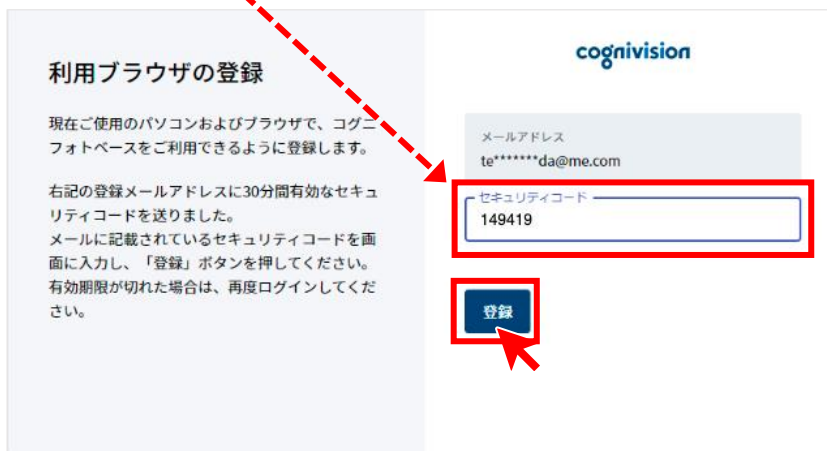 利用ブラウザの登録
現在ご使用のパソコンおよびブラウザで、コグニ
フォトベースをご利用できるように登録します。
右記の登録メールアドレスに30分間有効なセキュ
リティコードを送りました。
メールに記載されているセキュリティコードを画
面に入力し、「登録」ボタンを押してください。
有効期限が切れた場合は、再度ログインしてくだ
さい。
cognivision
メールアドレス
te*******da@me.com
セキュリティコード
149419
登録